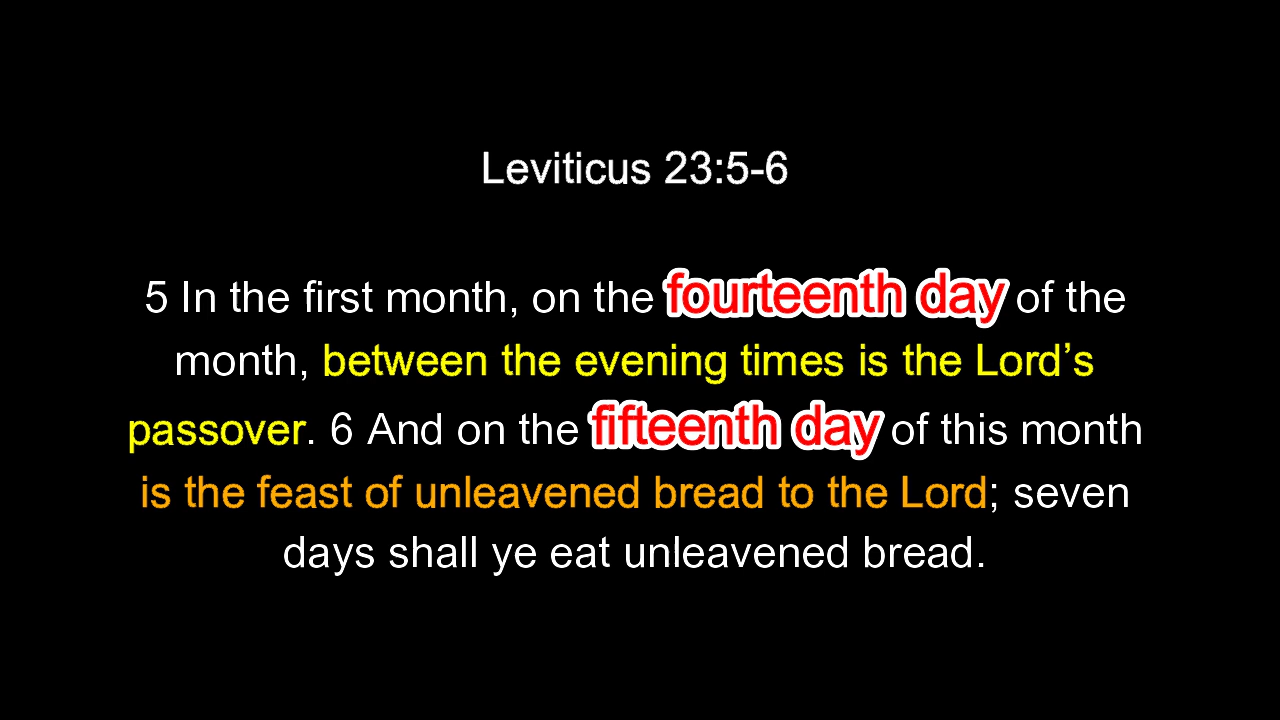 Leviticus 23:5-6
5 In the first month, on the fourteenth day of the
month, between the evening times is the Lord’s
passover. 6 And on the fifteenth day of this month
is the feast of unleavened bread to the Lord; seven
days shall ye eat unleavened bread.